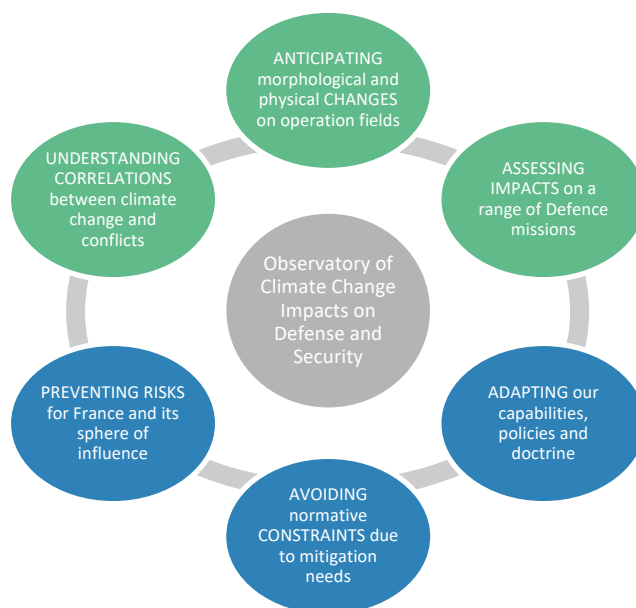 ANTICIPATING
morphological and
physical CHANGES
on operation fields
UNDERSTANDING
CORRELATIONS
between climate
change and
conflicts
ASSESSING
IMPACTS on a
range of Defence
missions
Observatory of
Climate Change
Impacts on
Defense and
Security
PREVENTING RISKS
for France and its
sphere of
influence
ADAPTING our
capabilities,
policies and
doctrine
AVOIDING
normative
CONSTRAINTS due
to mitigation
needs